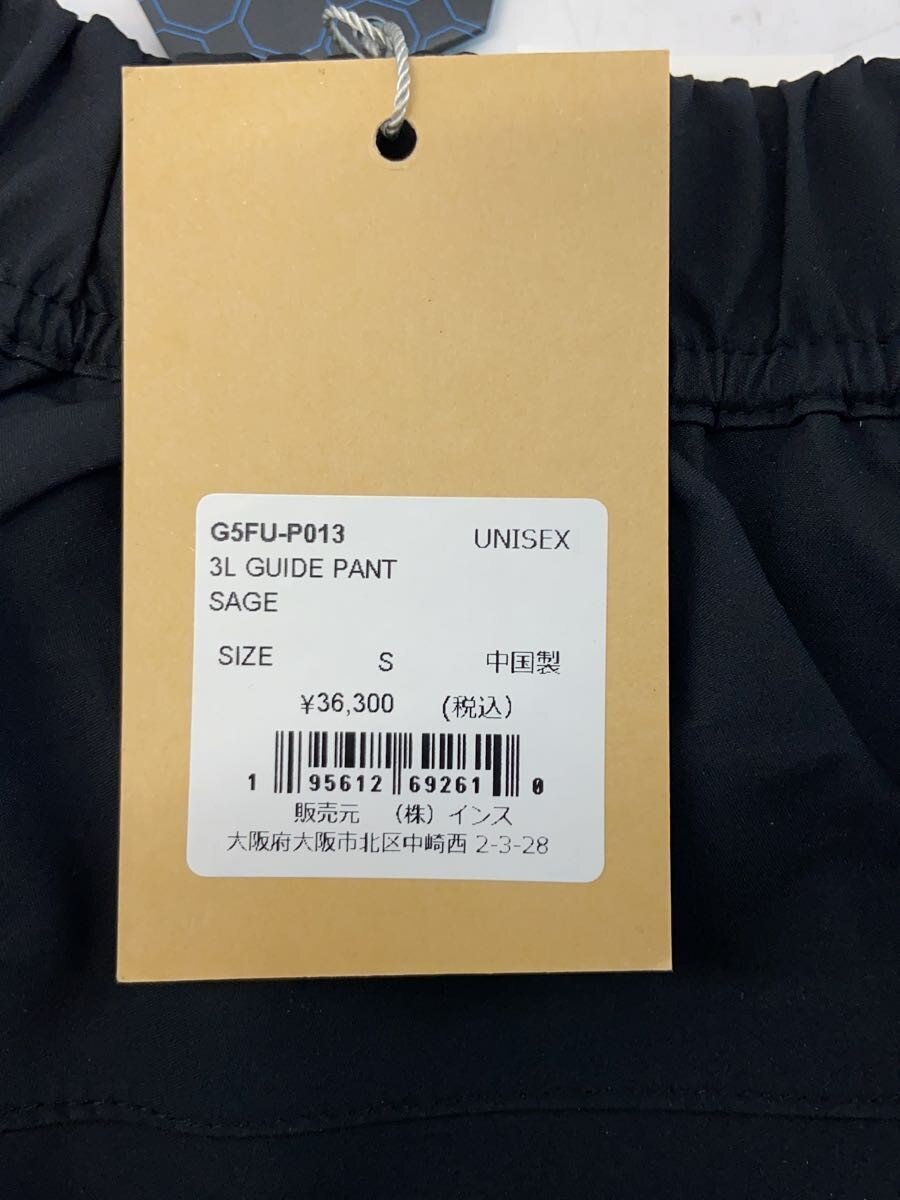 G5FU-P013 UNISEX
3L GUIDE PANT
SAGE
SIZE S 中国製
¥36,300 (税込)
1 95612 69261 0
販売元 (株)インス
大阪府大阪市北区中崎西 2-3-28